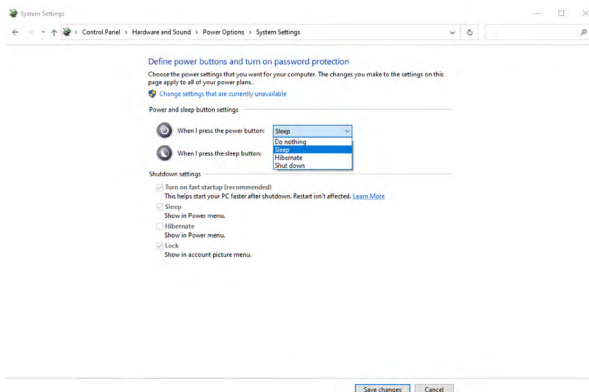 System Settings
Control Panel > Hardware and Sound > Power Options > System Settings
Define power buttons and turn on password protection
Choose the power settings that you want for your computer. The changes you make to the settings on this
page apply to all of your power plans.
Change settings that are currently unavailable
Power and sleep button settings
When I press the power button: Sleep
Do nothing
Sleep
When I press the sleep button: Hibernate
Shut down
Shutdown settings
Turn on fast startup (recommended)
This helps start your PC faster after shutdown. Restart isn't affected. Learn More
Sleep
Show in Power menu.
Hibernate
Show in Power menu.
Lock
Show in account picture menu.
Save changes Cancel